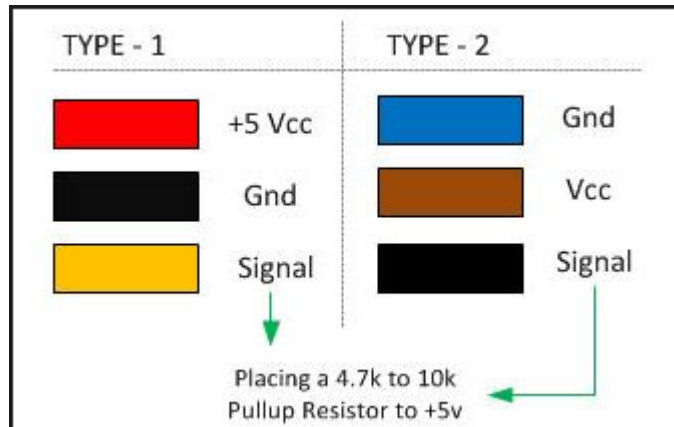 TYPE - 1
+5 Vcc
Gnd
Signal
TYPE - 2
Gnd
Vcc
Signal
Placing a 4.7k to 10k
Pullup Resistor to +5v